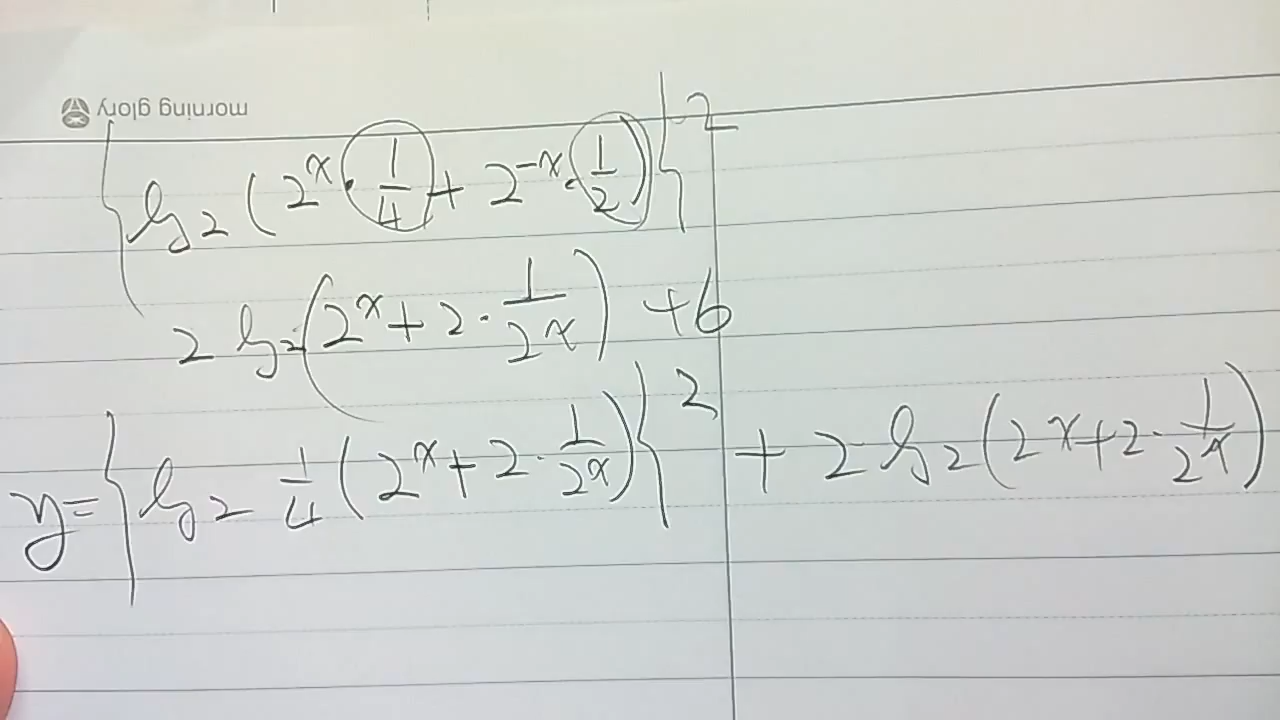 morning glory
{log₂(2^x · 1/4 + 2^-x · 1/2)}^2
2 log₂(2^x + 2 · 1/2^x) + 6
y = {log₂ 1/4 (2^x + 2 · 1/2^x)}^2 + 2 log₂(2^x + 2 · 1/2^x)